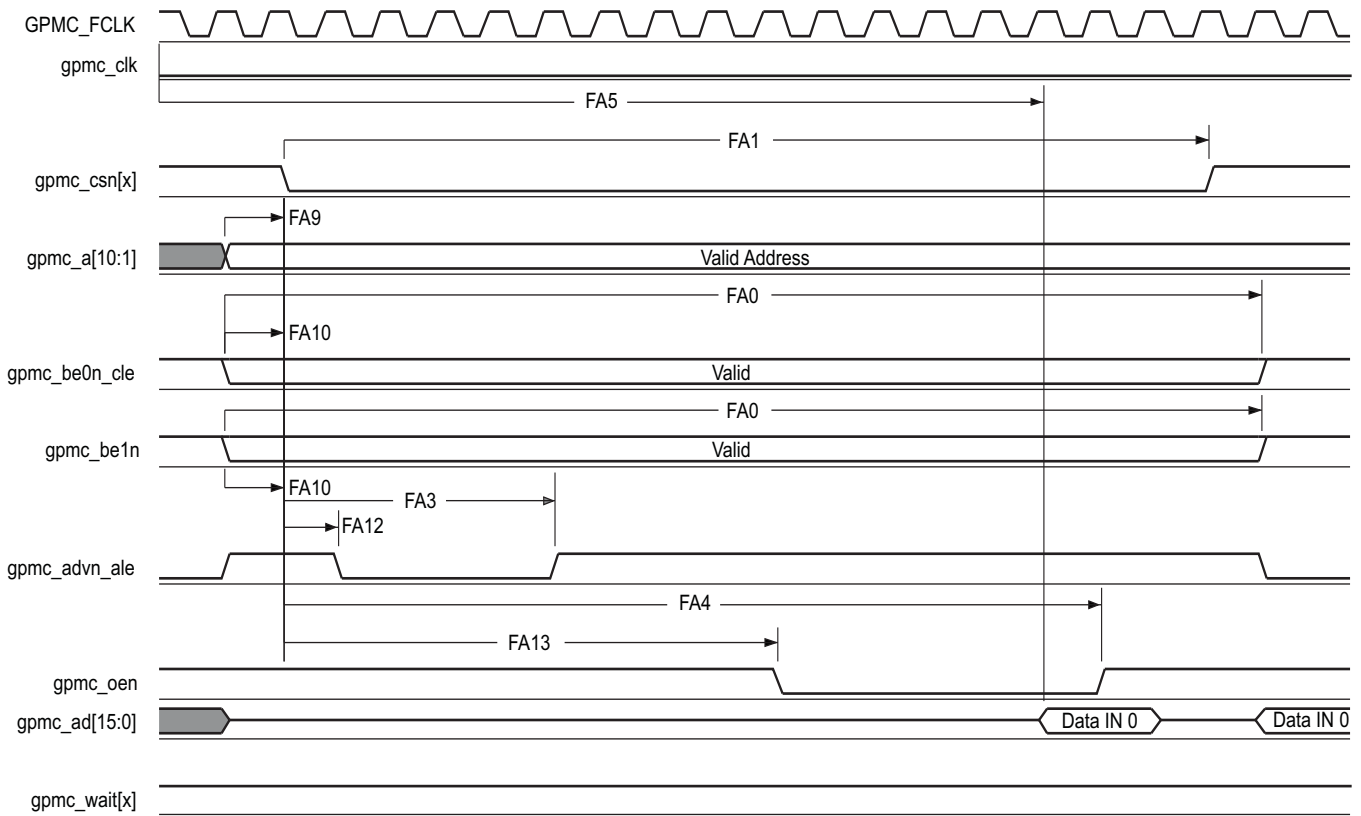 GPMC_FCLK
gpmc_clk
FA5
FA1
gpmc_csn[x]
FA9
gpmc_a[10:1]
Valid Address
FA0
FA10
gpmc_be0n_cle
Valid
FA0
gpmc_be1n
Valid
FA10
FA3
FA12
gpmc_advn_ale
FA4
FA13
gpmc_oen
gpmc_ad[15:0]
Data IN 0
Data IN 0
gpmc_wait[x]